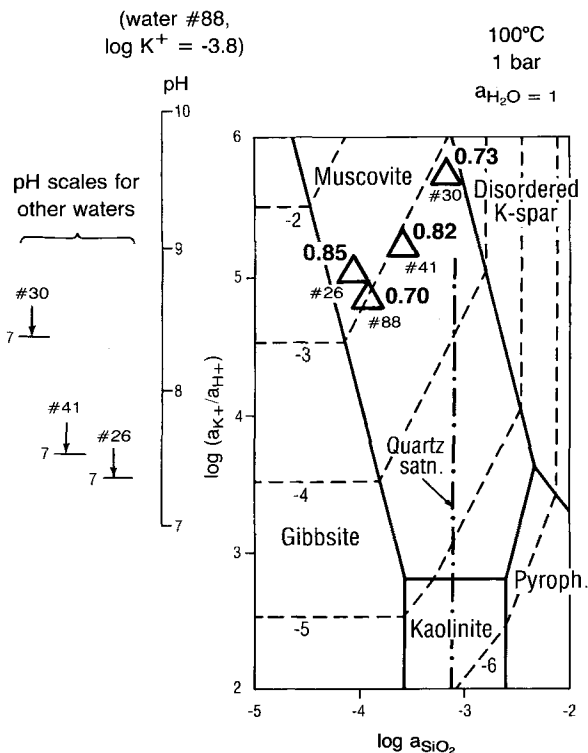 (water #88,
log K+ = -3.8)
pH
10
9
8
7
pH scales for
other waters
#30
7
#41
7
#26
7
100°C
1 bar
aH2O = 1
6
5
4
3
2
log (aK+/aH+)
Muscovite
0.73
#30
Disordered
K-spar
-2
0.82
#41
0.85
#26
0.70
#88
-3
Quartz
satn.
-4
Gibbsite
Pyroph.
-5
Kaolinite
-6
-5 -4 -3 -2
log aSiO2